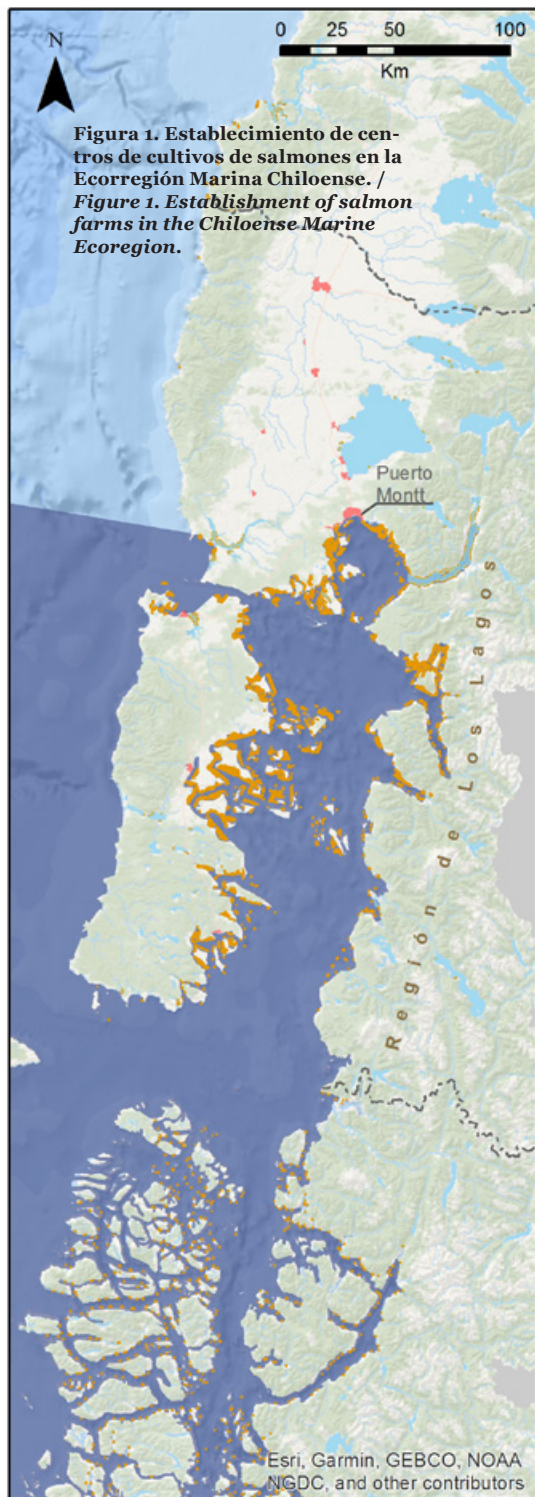 0 25 50 100
Km
N
Figura 1. Establecimiento de cen-
tros de cultivos de salmones en la
Ecorregión Marina Chiloense. /
Figure 1. Establishment of salmon
farms in the Chiloense Marine
Ecoregion.
Puerto
Montt
Región de Los Lagos
Esri, Garmin, GEBCO, NOAA
NGDC, and other contributors